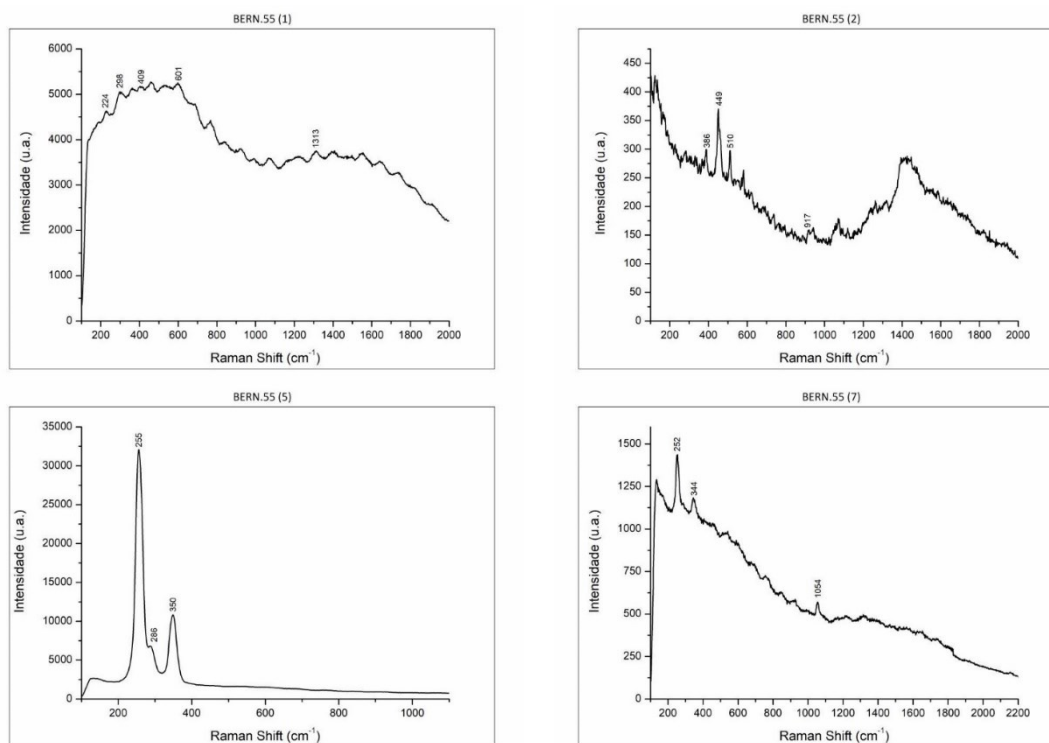 BERN.55 (1)
6000
5000
4000
3000
2000
1000
0
Intensidade (u.a.)
224
298
409
601
1313
200 400 600 800 1000 1200 1400 1600 1800 2000
Raman Shift (cm⁻¹)
BERN.55 (2)
450
400
350
300
250
200
150
100
50
0
Intensidade (u.a.)
386
449
510
917
200 400 600 800 1000 1200 1400 1600 1800 2000
Raman Shift (cm⁻¹)
BERN.55 (5)
35000
30000
25000
20000
15000
10000
5000
0
Intensidade (u.a.)
255
286
350
200 400 600 800 1000
Raman Shift (cm⁻¹)
BERN.55 (7)
1500
1250
1000
750
500
250
0
Intensidade (u.a.)
252
344
1054
200 400 600 800 1000 1200 1400 1600 1800 2000 2200
Raman Shift (cm⁻¹)